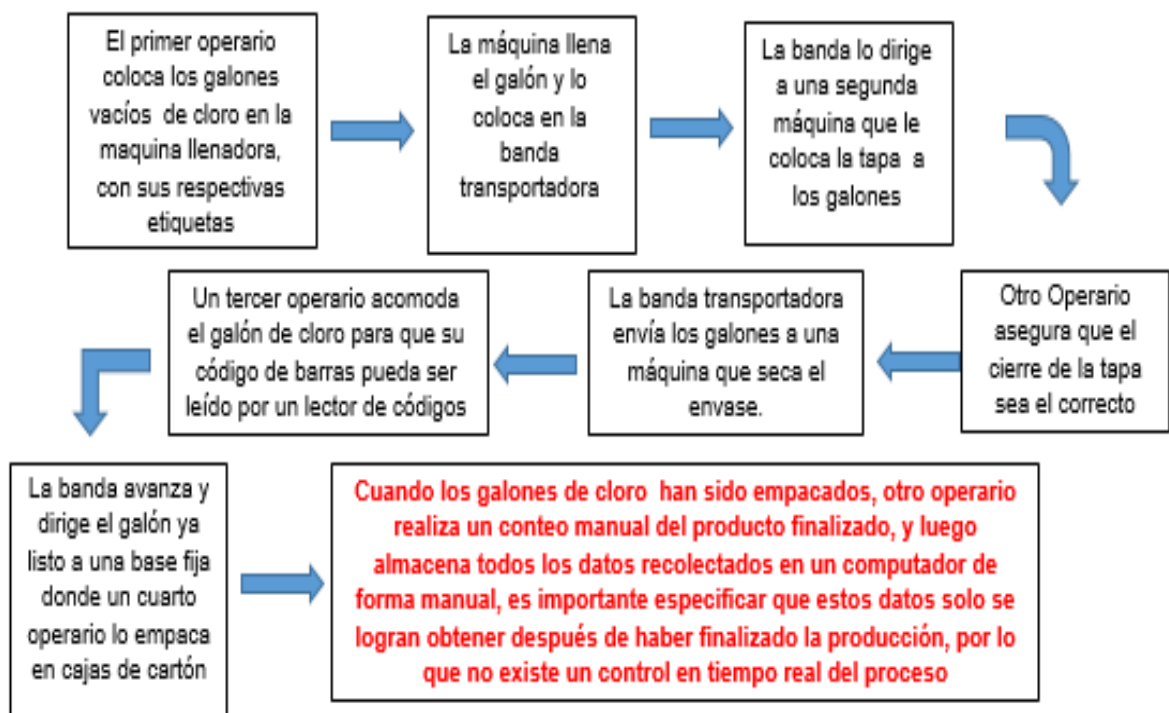 El primer operario
coloca los galones
vacíos de cloro en la
maquina llenadora,
con sus respectivas
etiquetas
La máquina llena
el galón y lo
coloca en la
banda
transportadora
La banda lo dirige
a una segunda
máquina que le
coloca la tapa a
los galones
Otro Operario
asegura que el
cierre de la tapa
sea el correcto
La banda transportadora
envía los galones a una
máquina que seca el
envase.
Un tercer operario acomoda
el galón de cloro para que su
código de barras pueda ser
leído por un lector de códigos
La banda avanza y
dirige el galón ya
listo a una base fija
donde un cuarto
operario lo empaca
en cajas de cartón
Cuando los galones de cloro han sido empacados, otro operario
realiza un conteo manual del producto finalizado, y luego
almacena todos los datos recolectados en un computador de
forma manual, es importante especificar que estos datos solo se
logran obtener después de haber finalizado la producción, por lo
que no existe un control en tiempo real del proceso